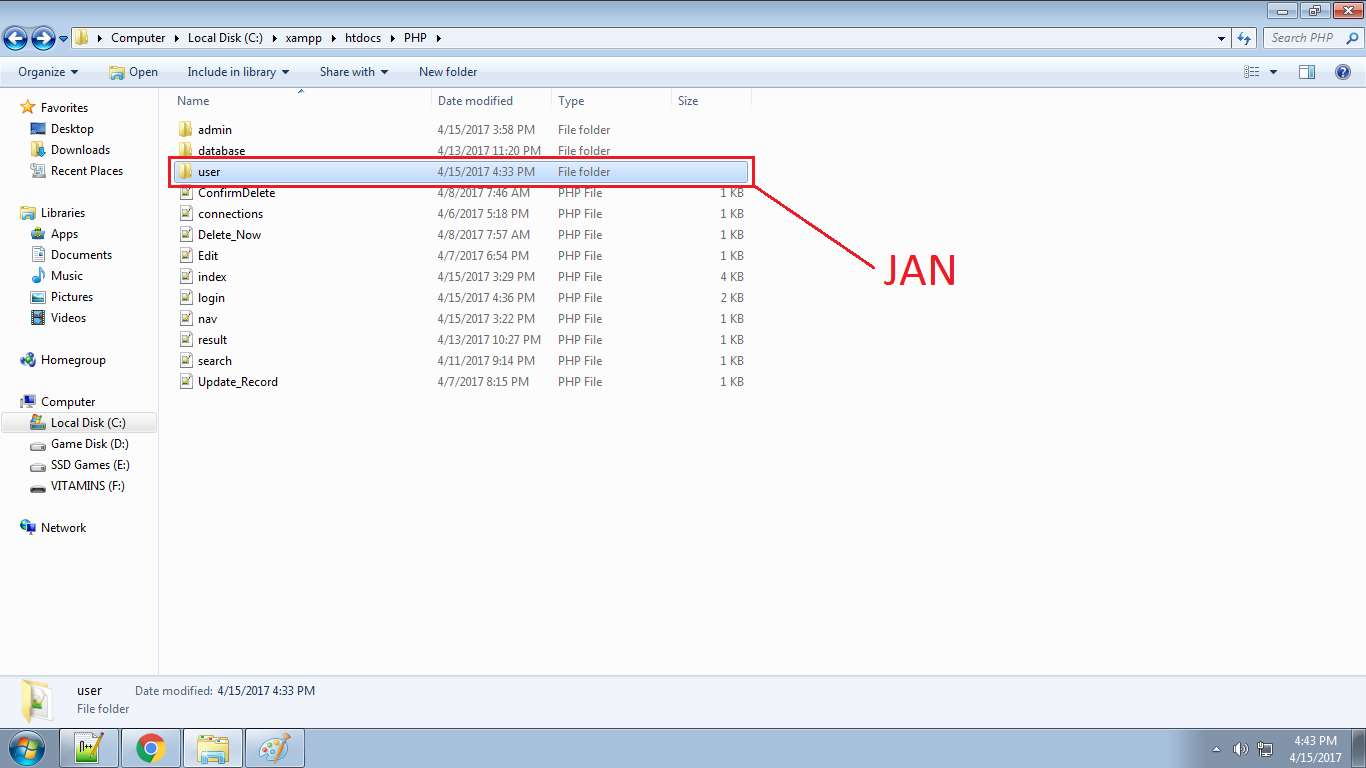 Computer Local Disk (C:) xampp htdocs PHP
Search PHP
Organize Open Include in library Share with New folder
Name Date modified Type Size
Favorites
Desktop
Downloads
Recent Places
Libraries
Apps
Documents
Music
Pictures
Videos
Homegroup
Computer
Local Disk (C:)
Game Disk (D:)
SSD Games (E:)
VITAMINS (F:)
Network
admin 4/15/2017 3:58 PM File folder
database 4/13/2017 11:20 PM File folder
user 4/15/2017 4:33 PM File folder
ConfirmDelete 4/8/2017 7:46 AM PHP File 1 KB
connections 4/6/2017 5:18 PM PHP File 1 KB
Delete_Now 4/8/2017 7:57 AM PHP File 1 KB
Edit 4/7/2017 6:54 PM PHP File 1 KB
index 4/15/2017 3:29 PM PHP File 4 KB
login 4/15/2017 4:36 PM PHP File 2 KB
nav 4/15/2017 3:22 PM PHP File 1 KB
result 4/13/2017 10:27 PM PHP File 1 KB
search 4/11/2017 9:14 PM PHP File 1 KB
Update_Record 4/7/2017 8:15 PM PHP File 1 KB
JAN
user Date modified: 4/15/2017 4:33 PM
File folder
4:43 PM
4/15/2017